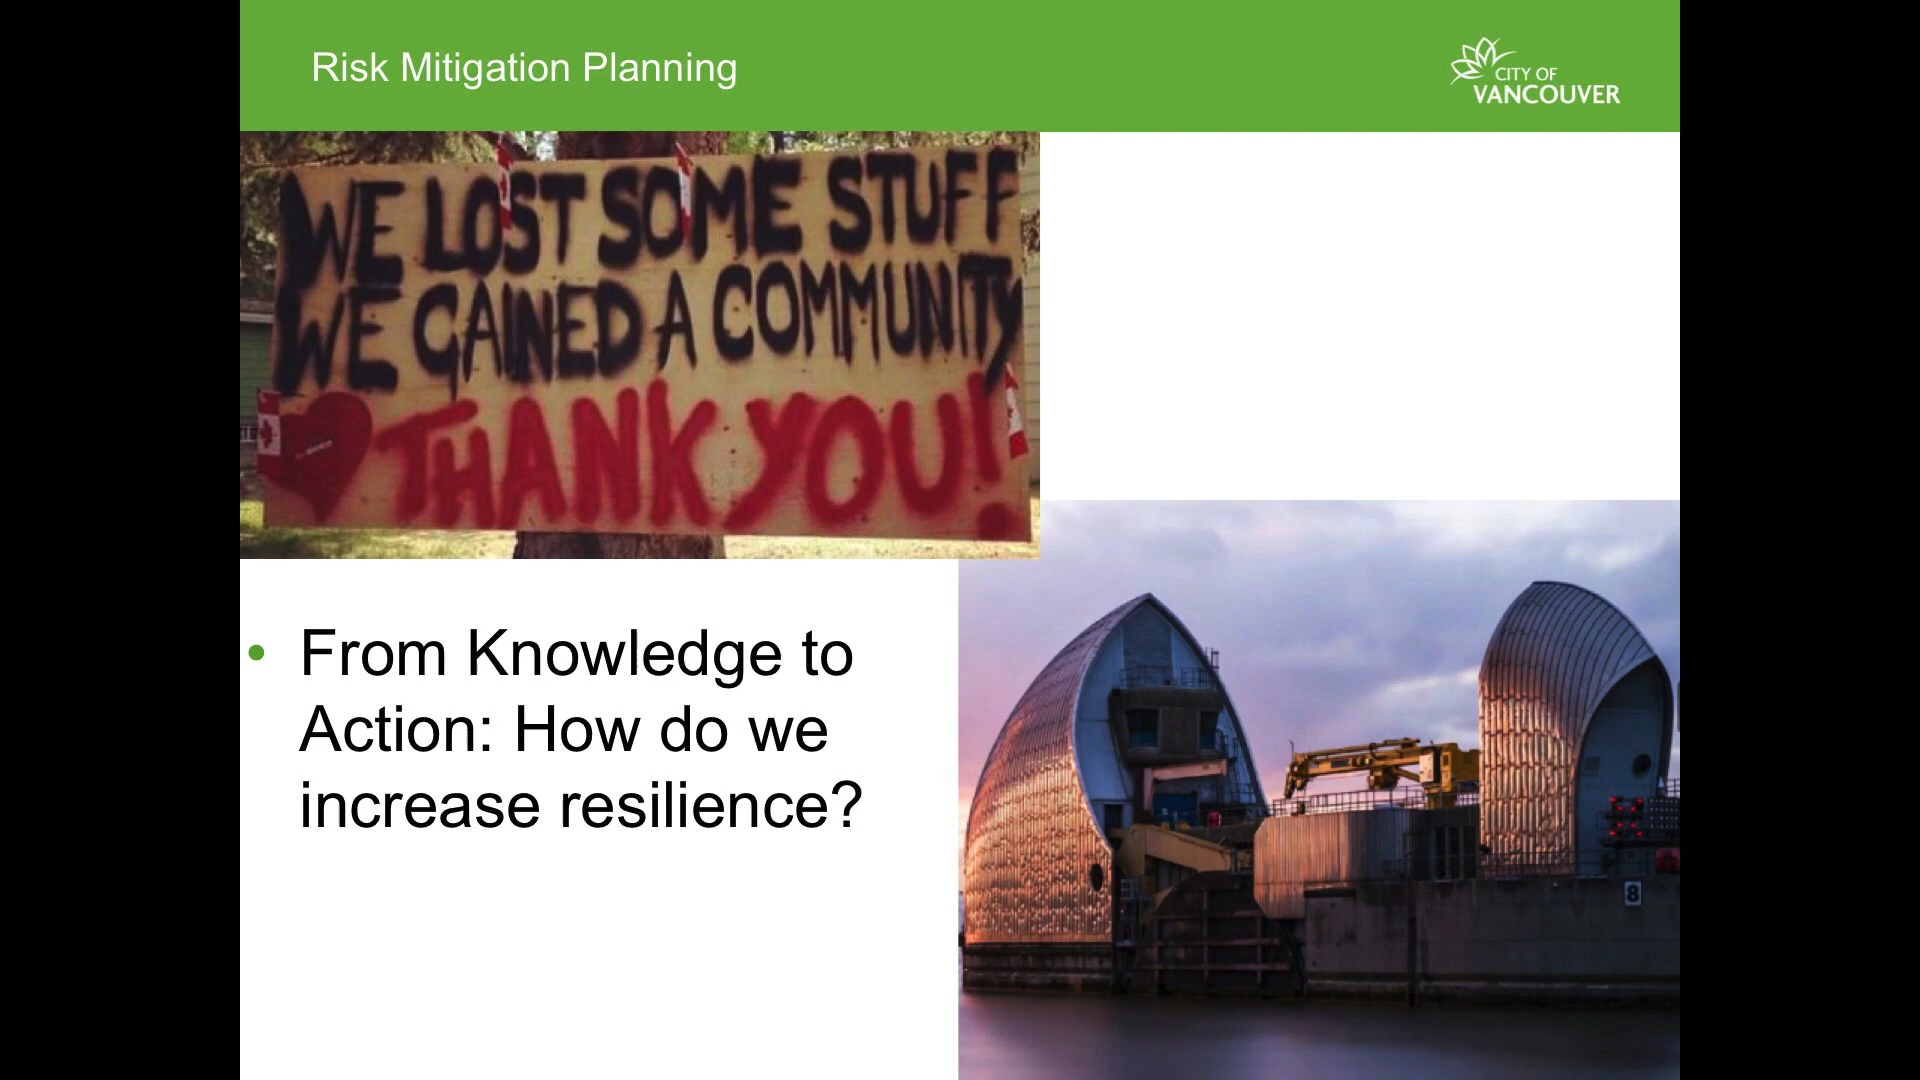 Risk Mitigation Planning
CITY OF
VANCOUVER
WE LOST SOME STUFF
WE GAINED A COMMUNITY
THANK YOU!
• From Knowledge to
Action: How do we
increase resilience?
8